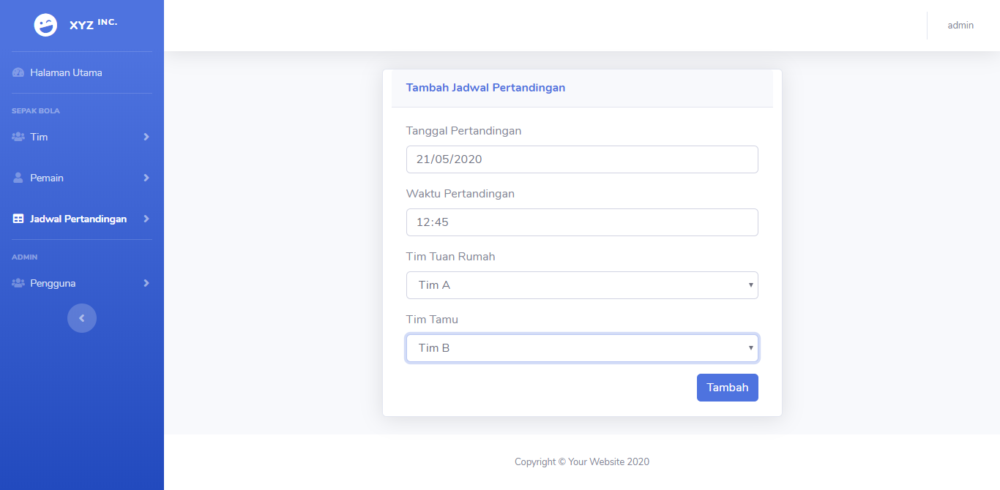 XYZ INC.
admin
Halaman Utama
SEPAK BOLA
Tim
Pemain
Jadwal Pertandingan
ADMIN
Pengguna
Tambah Jadwal Pertandingan
Tanggal Pertandingan
21/05/2020
Waktu Pertandingan
12:45
Tim Tuan Rumah
Tim A
Tim Tamu
Tim B
Tambah
Copyright © Your Website 2020